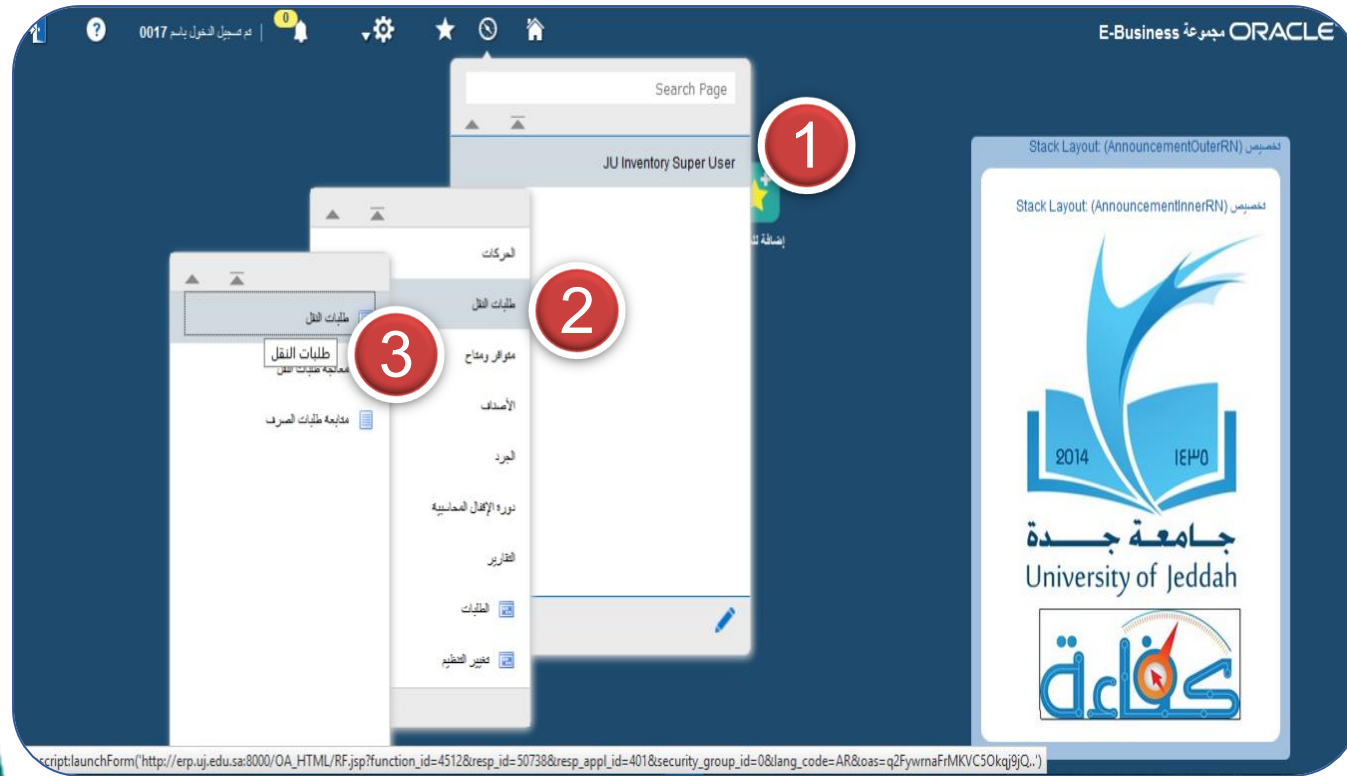 ORACLE مجموعة E-Business
0
تم تسجيل الدخول باسم 0017
?
Search Page
1
JU Inventory Super User
الحركات
طلبات النقل
2
متوافر ومتاح
الأصناف
الجرد
دورة الإقفال المحاسبية
التقارير
الطلبات
تغيير التنظيم
طلبات النقل
3
طلبات النقل
معالجة طلبات النقل
متابعة طلبات الصرف
إضافة
تخصيص Stack Layout: (AnnouncementOuterRN)
تخصيص Stack Layout: (AnnouncementInnerRN)
2014 ١٤٣٥
جامعة جدة
University of Jeddah
كفاءة
script:launchForm('http://erp.uj.edu.sa:8000/OA_HTML/RF.jsp?function_id=4512&resp_id=50738&resp_appl_id=401&security_group_id=0&lang_code=AR&oas=q2FywrnaFrMKVC5Okqj9jQ..')